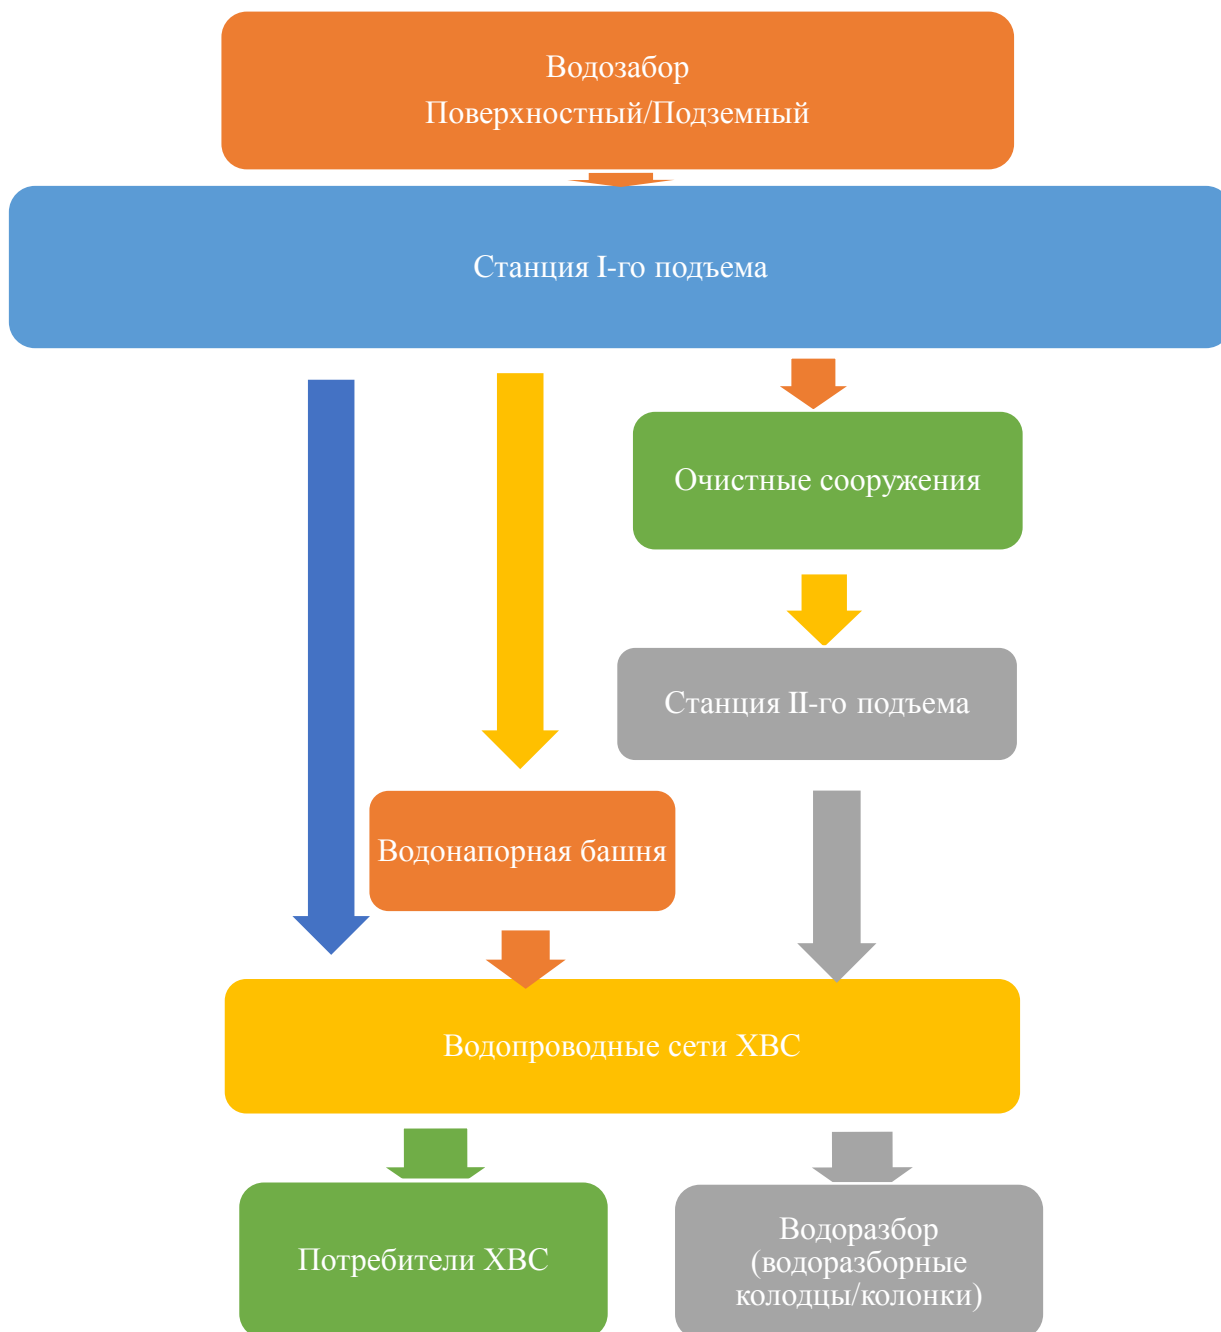 Водозабор
Поверхностный/Подземный
Станция I-го подъема
Очистные сооружения
Станция II-го подъема
Водонапорная башня
Водопроводные сети ХВС
Потребители ХВС
Водоразбор
(водоразборные
колодцы/колонки)